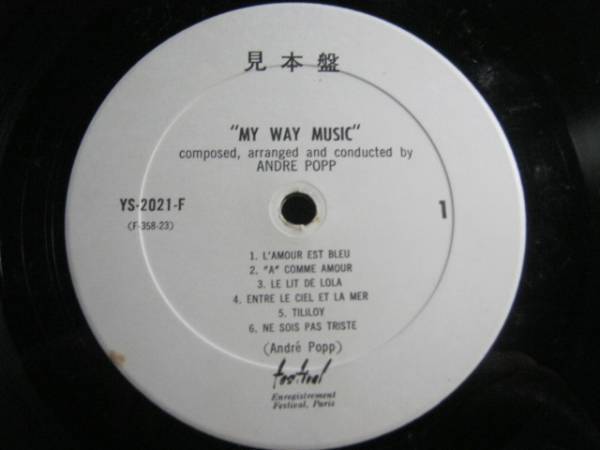 見本盤
"MY WAY MUSIC"
composed, arranged and conducted by
ANDRE POPP
YS-2021-F
(F-358-23)
1
1. L'AMOUR EST BLEU
2. "A" COMME AMOUR
3. LE LIT DE LOLA
4. ENTRE LE CIEL ET LA MER
5. TILILOY
6. NE SOIS PAS TRISTE
(André Popp)
festival
Enregistrement
Festival, Paris